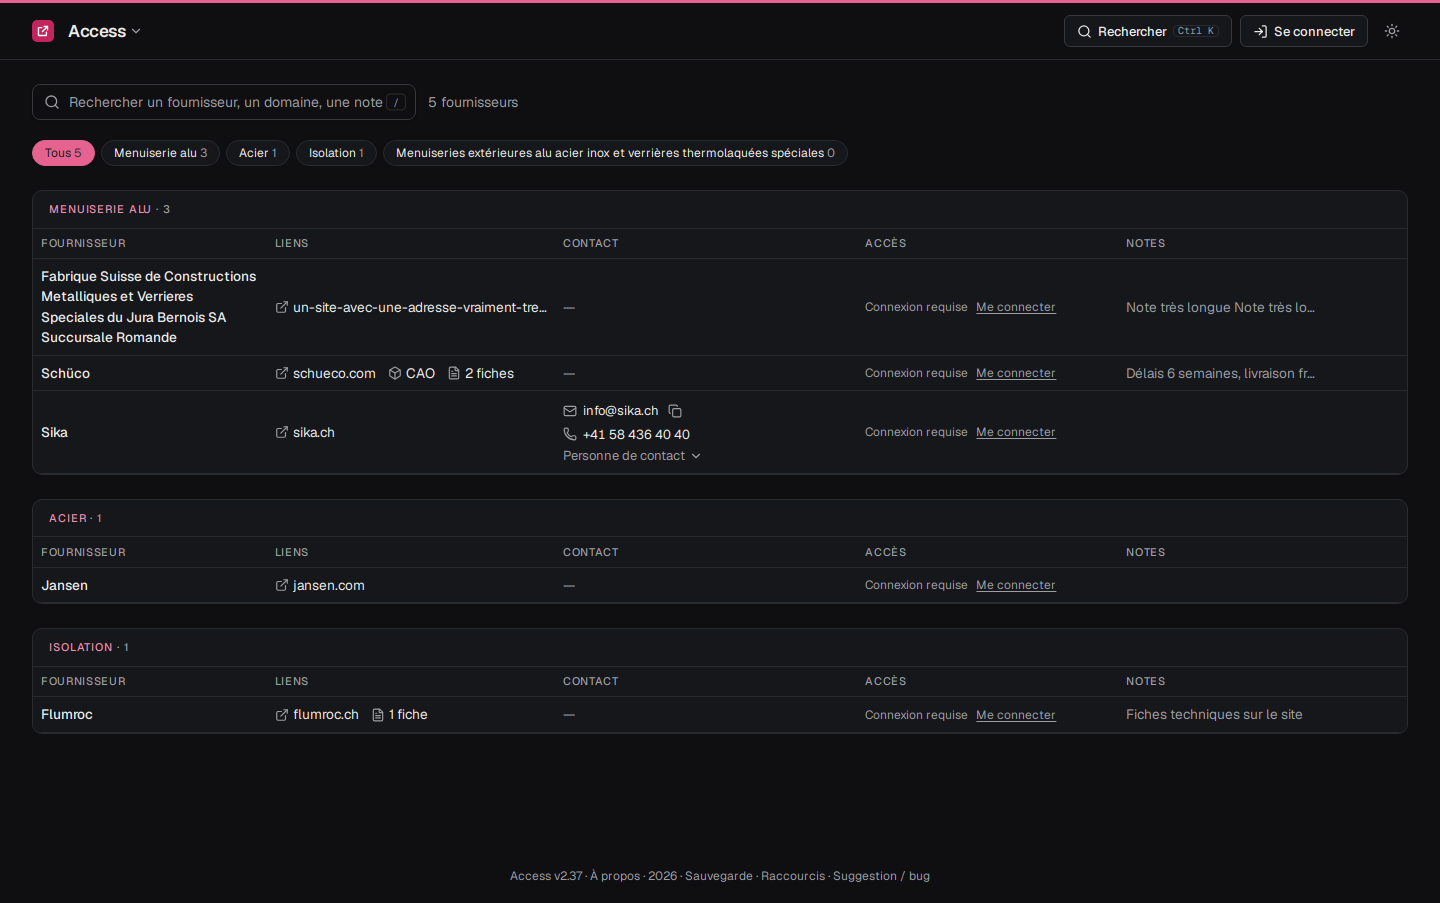 Access
Rechercher Ctrl K
Se connecter
Rechercher un fournisseur, un domaine, une note /
5 fournisseurs
Tous 5
Menuiserie alu 3
Acier 1
Isolation 1
Menuiseries extérieures alu acier inox et verrières thermolaquées spéciales 0
MENUISERIE ALU · 3
FOURNISSEUR LIENS CONTACT ACCÈS NOTES
Fabrique Suisse de Constructions
Metalliques et Verrieres
Speciales du Jura Bernois SA
Succursale Romande
un-site-avec-une-adresse-vraiment-tre… — Connexion requise Me connecter Note très longue Note très lo…
Schüco schueco.com CAO 2 fiches — Connexion requise Me connecter Délais 6 semaines, livraison fr…
Sika sika.ch
info@sika.ch
+41 58 436 40 40
Personne de contact
Connexion requise Me connecter
ACIER · 1
FOURNISSEUR LIENS CONTACT ACCÈS NOTES
Jansen jansen.com — Connexion requise Me connecter
ISOLATION · 1
FOURNISSEUR LIENS CONTACT ACCÈS NOTES
Flumroc flumroc.ch 1 fiche — Connexion requise Me connecter Fiches techniques sur le site
Access v2.37 · À propos · 2026 · Sauvegarde · Raccourcis · Suggestion / bug